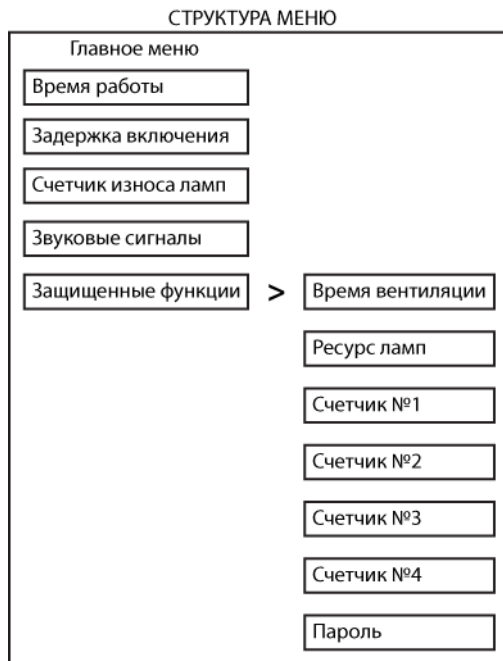 СТРУКТУРА МЕНЮ
Главное меню
Время работы
Задержка включения
Счетчик износа ламп
Звуковые сигналы
Защищенные функции > Время вентиляции
Ресурс ламп
Счетчик №1
Счетчик №2
Счетчик №3
Счетчик №4
Пароль